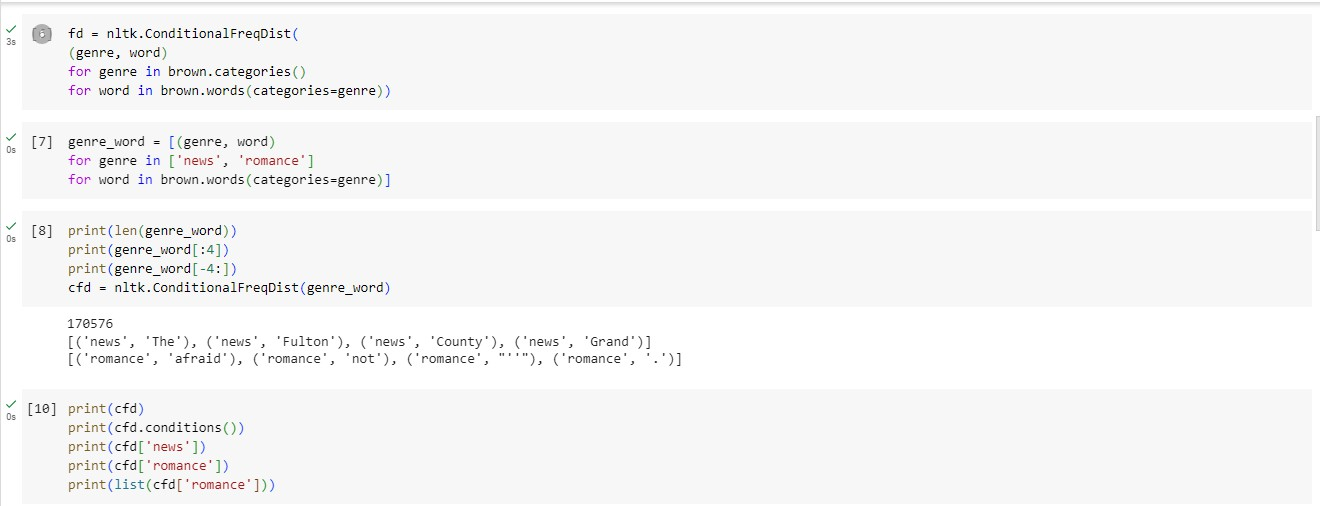 3s
fd = nltk.ConditionalFreqDist(
(genre, word)
for genre in brown.categories()
for word in brown.words(categories=genre))
0s
[7] genre_word = [(genre, word)
for genre in ['news', 'romance']
for word in brown.words(categories=genre)]
0s
[8] print(len(genre_word))
print(genre_word[:4])
print(genre_word[-4:])
cfd = nltk.ConditionalFreqDist(genre_word)
170576
[('news', 'The'), ('news', 'Fulton'), ('news', 'County'), ('news', 'Grand')]
[('romance', 'afraid'), ('romance', 'not'), ('romance', "''"), ('romance', '.')]
0s
[10] print(cfd)
print(cfd.conditions())
print(cfd['news'])
print(cfd['romance'])
print(list(cfd['romance']))